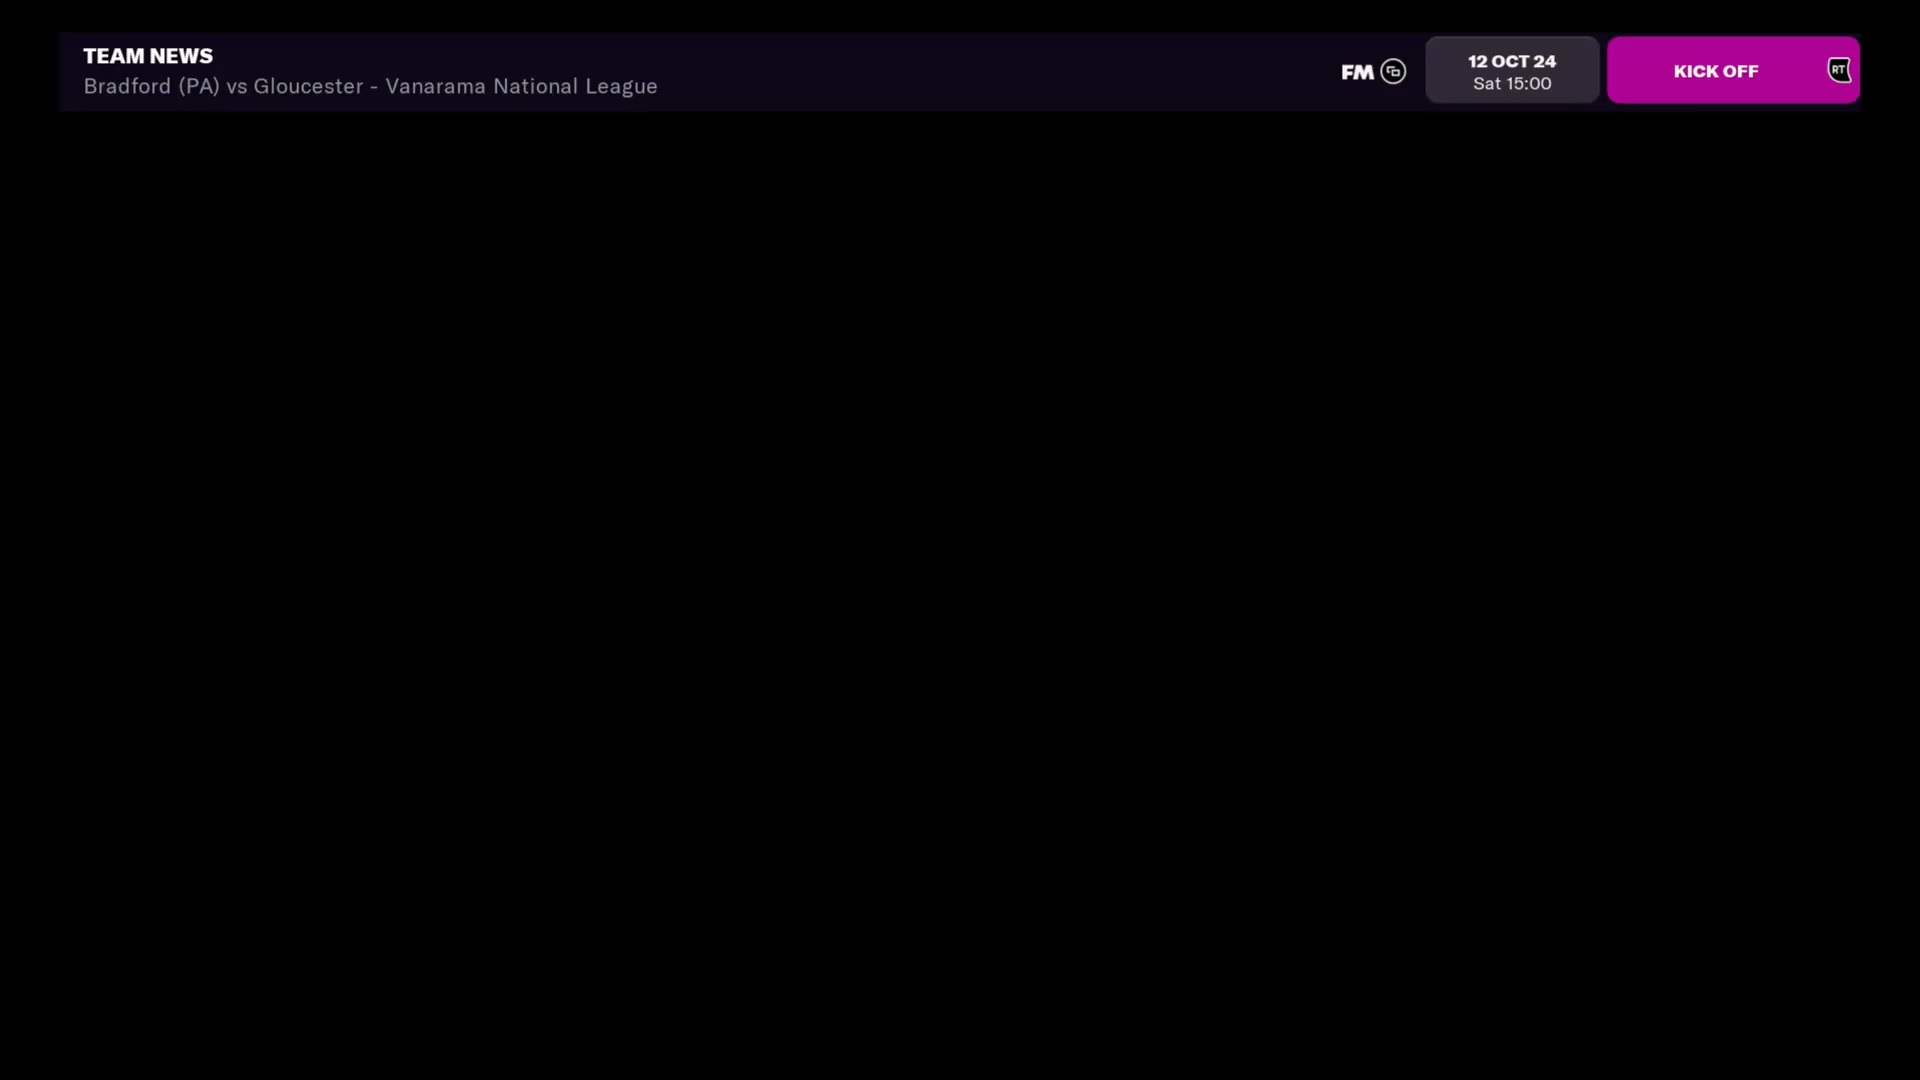 TEAM NEWS
Bradford (PA) vs Gloucester - Vanarama National League
FM
12 OCT 24
Sat 15:00
KICK OFF
RT